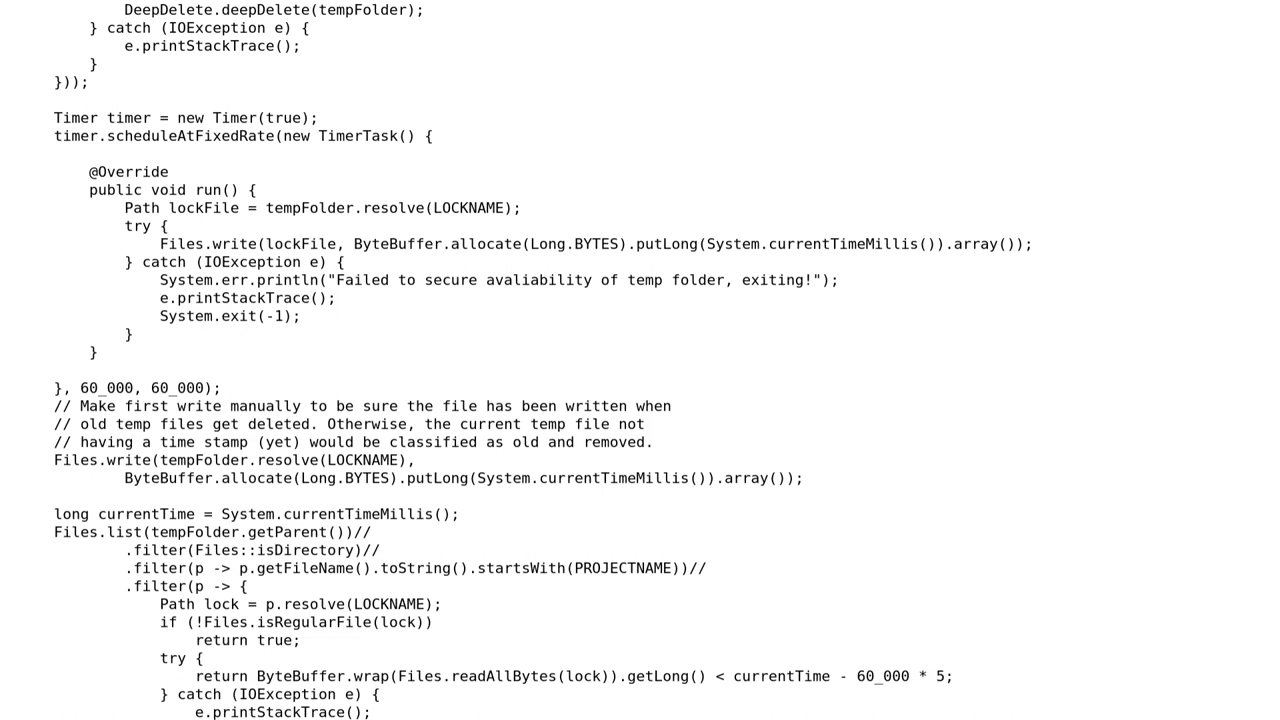 DeepDelete.deepDelete(tempFolder);
} catch (IOException e) {
e.printStackTrace();
}
}));
Timer timer = new Timer(true);
timer.scheduleAtFixedRate(new TimerTask() {
@Override
public void run() {
Path lockFile = tempFolder.resolve(LOCKNAME);
try {
Files.write(lockFile, ByteBuffer.allocate(Long.BYTES).putLong(System.currentTimeMillis()).array());
} catch (IOException e) {
System.err.println("Failed to secure avaliability of temp folder, exiting!");
e.printStackTrace();
System.exit(-1);
}
}
}, 60_000, 60_000);
// Make first write manually to be sure the file has been written when
// old temp files get deleted. Otherwise, the current temp file not
// having a time stamp (yet) would be classified as old and removed.
Files.write(tempFolder.resolve(LOCKNAME),
ByteBuffer.allocate(Long.BYTES).putLong(System.currentTimeMillis()).array());
long currentTime = System.currentTimeMillis();
Files.list(tempFolder.getParent())//
.filter(Files::isDirectory)//
.filter(p -> p.getFileName().toString().startsWith(PROJECTNAME))//
.filter(p -> {
Path lock = p.resolve(LOCKNAME);
if (!Files.isRegularFile(lock))
return true;
try {
return ByteBuffer.wrap(Files.readAllBytes(lock)).getLong() < currentTime - 60_000 * 5;
} catch (IOException e) {
e.printStackTrace();